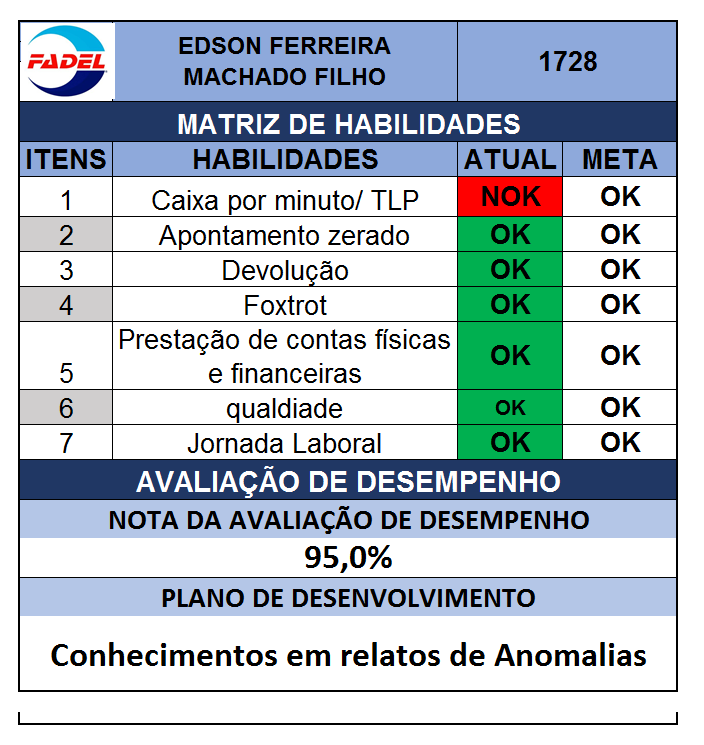 FADEL
EDSON FERREIRA
MACHADO FILHO
1728
MATRIZ DE HABILIDADES
ITENS HABILIDADES ATUAL META
1 Caixa por minuto/ TLP NOK OK
2 Apontamento zerado OK OK
3 Devolução OK OK
4 Foxtrot OK OK
Prestação de contas físicas
5 e financeiras OK OK
6 qualdiade OK OK
7 Jornada Laboral OK OK
AVALIAÇÃO DE DESEMPENHO
NOTA DA AVALIAÇÃO DE DESEMPENHO
95,0%
PLANO DE DESENVOLVIMENTO
Conhecimentos em relatos de Anomalias